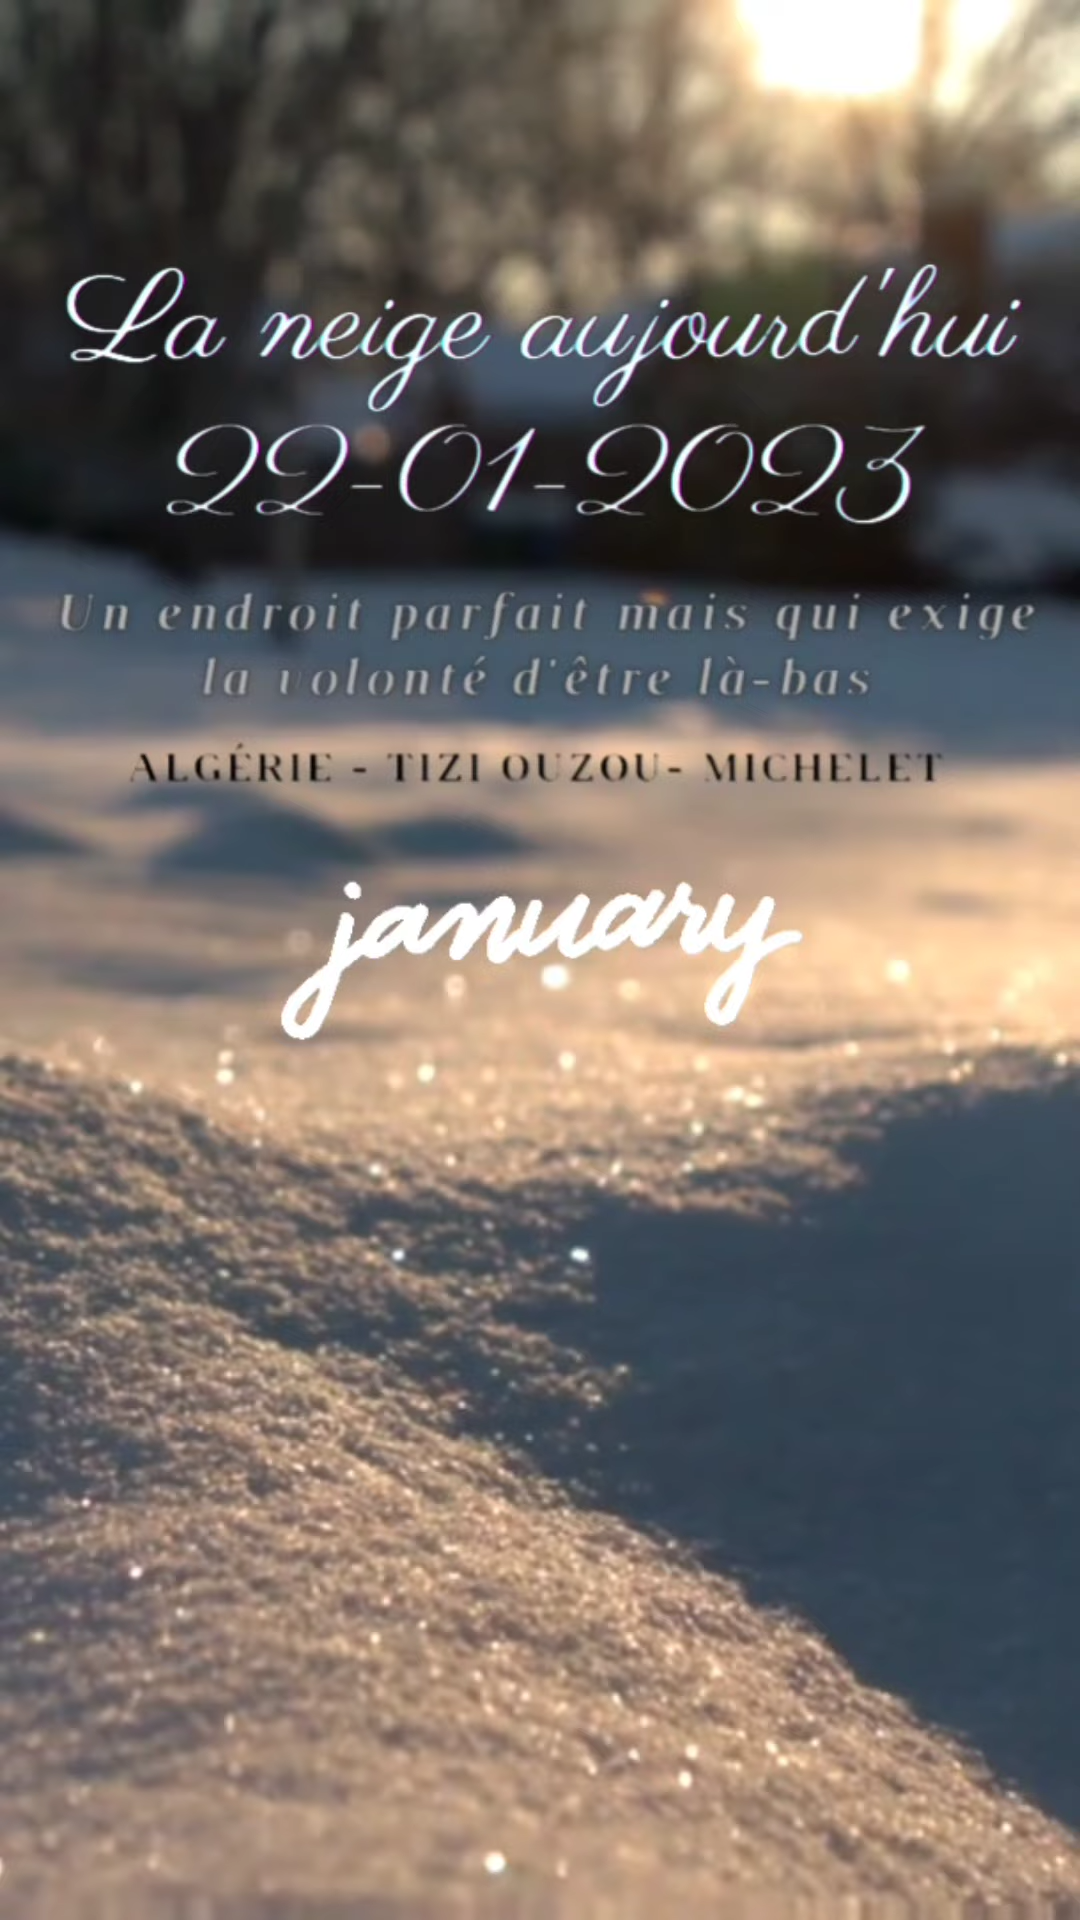 La neige aujourd'hui
22-01-2023
Un endroit parfait mais qui exige
la volonté d'être là-bas
ALGÉRIE - TIZI OUZOU- MICHELET
january